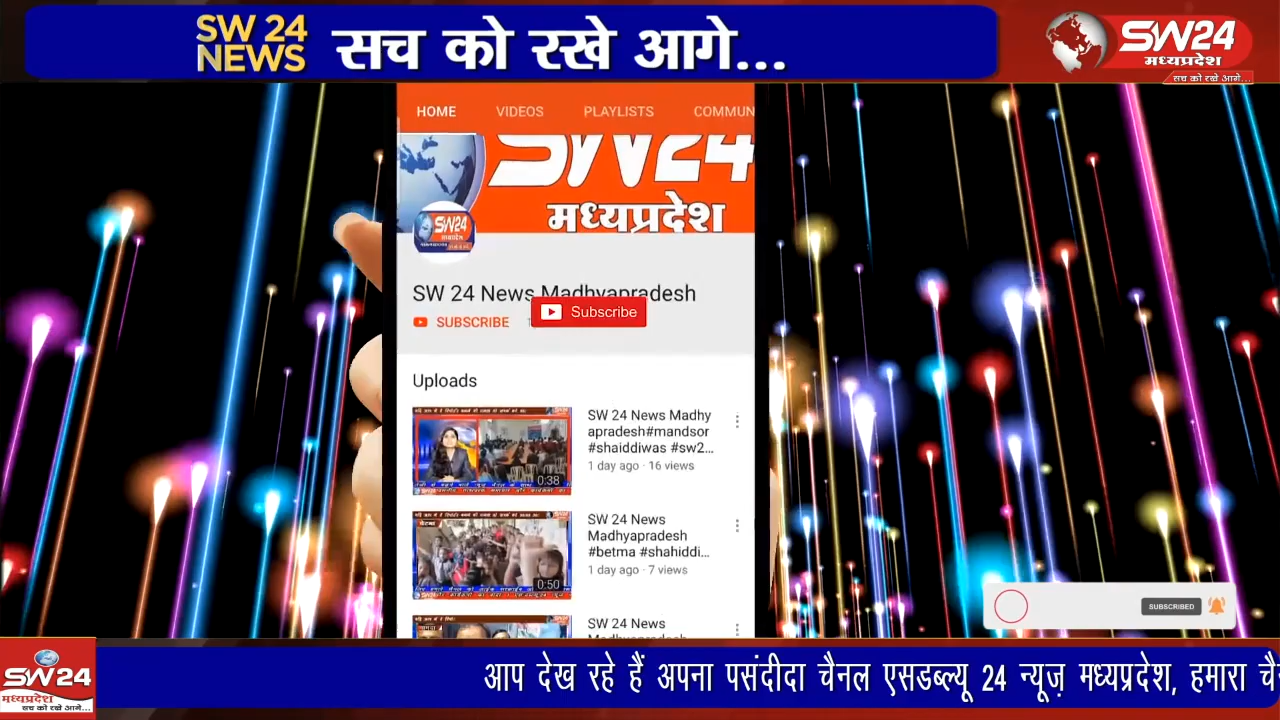 SW 24
NEWS
सच को रखे आगे...
SW24
मध्यप्रदेश
सच को रखे आगे...
HOME VIDEOS PLAYLISTS COMMUN
SW24
मध्यप्रदेश
SW24
SW 24 News Madhyapradesh
SUBSCRIBE
Subscribe
Uploads
SW 24 News Madhy
apradesh#mandsor
#shaiddiwas #sw2...
1 day ago · 16 views
0:38
SW 24 News
Madhyapradesh
#betma #shahiddi...
1 day ago · 7 views
0:50
SW 24 News
Madhyapradesh
SUBSCRIBED
SW24
मध्यप्रदेश
सच को रखे आगे...
आप देख रहे हैं अपना पसंदीदा चैनल एसडब्ल्यू 24 न्यूज़ मध्यप्रदेश, हमारा चै